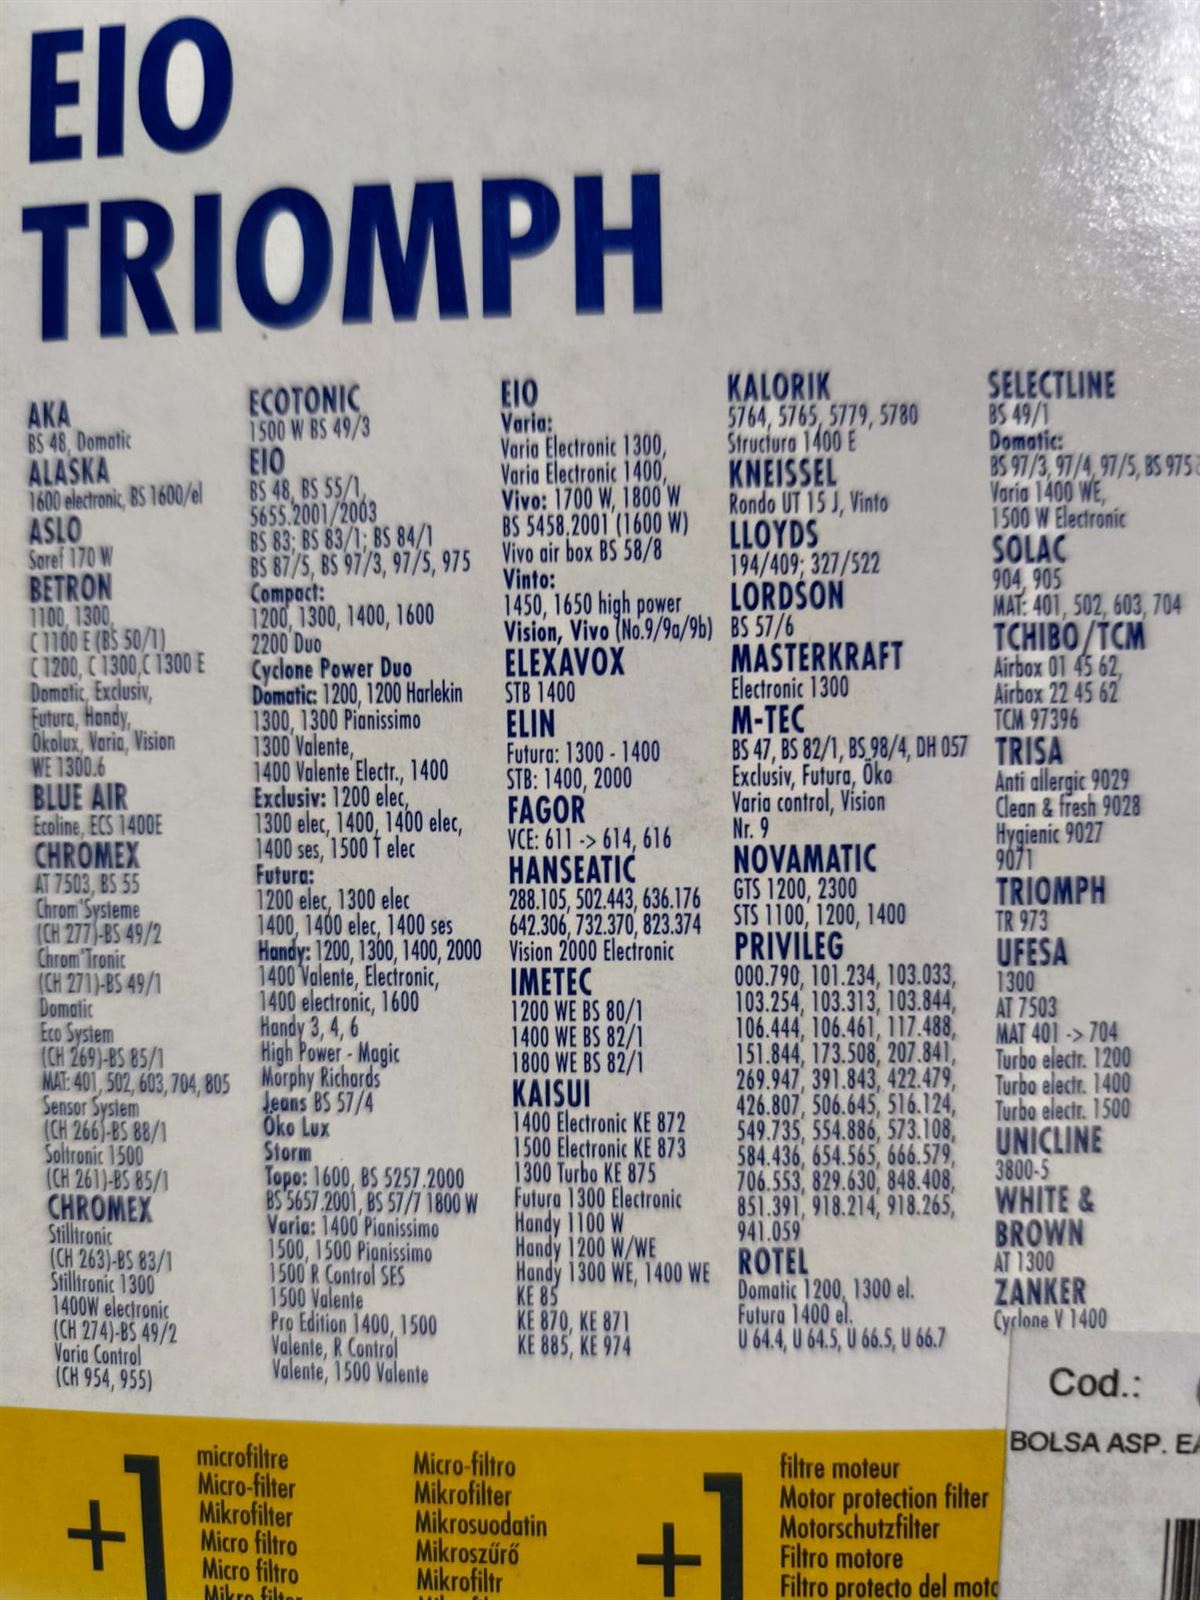 EIO
TRIOMPH
AKA
BS 48, Domatic
ALASKA
1600 electronic, BS 1600/el
ASLO
Saref 170 W
BETRON
1100, 1300,
C 1100 E (BS 50/1)
C 1200, C 1300,C 1300 E
Domatic, Exclusiv,
Futura, Handy,
Ökolux, Varia, Vision
WE 1300.6
BLUE AIR
Ecoline, ECS 1400E
CHROMEX
AT 7503, BS 55
Chrom'Systeme
(CH 277)-BS 49/2
Chrom'Tronic
(CH 271)-BS 49/1
Domatic
Eco System
(CH 269)-BS 85/1
MAT: 401, 502, 603, 704, 805
Sensor System
(CH 266)-BS 88/1
Soltronic 1500
(CH 261)-BS 85/1
CHROMEX
Stilltronic
(CH 263)-BS 83/1
Stilltronic 1300
1400W electronic
(CH 274)-BS 49/2
Varia Control
(CH 954, 955)
ECOTONIC
1500 W BS 49/3
EIO
BS 48, BS 55/1,
5655.2001/2003
BS 83; BS 83/1; BS 84/1
BS 87/5, BS 97/3, 97/5, 975
Compact:
1200, 1300, 1400, 1600
2200 Duo
Cyclone Power Duo
Domatic: 1200, 1200 Harlekin
1300, 1300 Pianissimo
1300 Valente,
1400 Valente Electr., 1400
Exclusiv: 1200 elec,
1300 elec, 1400, 1400 elec,
1400 ses, 1500 T elec
Futura:
1200 elec, 1300 elec
1400, 1400 elec, 1400 ses
Handy: 1200, 1300, 1400, 2000
1400 Valente, Electronic,
1400 electronic, 1600
Handy 3, 4, 6
High Power - Magic
Morphy Richards
Jeans BS 57/4
Öko Lux
Storm
Topo: 1600, BS 5257.2000
BS 5657.2001, BS 57/7 1800 W
Varia: 1400 Pianissimo
1500, 1500 Pianissimo
1500 R Control SES
1500 Valente
Pro Edition 1400, 1500
Valente, R Control
Valente, 1500 Valente
EIO
Varia:
Varia Electronic 1300,
Varia Electronic 1400,
Vivo: 1700 W, 1800 W
BS 5458.2001 (1600 W)
Vivo air box BS 58/8
Vinto:
1450, 1650 high power
Vision, Vivo (No.9/9a/9b)
ELEXAVOX
STB 1400
ELIN
Futura: 1300 - 1400
STB: 1400, 2000
FAGOR
VCE: 611 -> 614, 616
HANSEATIC
288.105, 502.443, 636.176
642.306, 732.370, 823.374
Vision 2000 Electronic
IMETEC
1200 WE BS 80/1
1400 WE BS 82/1
1800 WE BS 82/1
KAISUI
1400 Electronic KE 872
1500 Electronic KE 873
1300 Turbo KE 875
Futura 1300 Electronic
Handy 1100 W
Handy 1200 W/WE
Handy 1300 WE, 1400 WE
KE 85
KE 870, KE 871
KE 885, KE 974
KALORIK
5764, 5765, 5779, 5780
Structura 1400 E
KNEISSEL
Rondo UT 15 J, Vinto
LLOYDS
194/409; 327/522
LORDSON
BS 57/6
MASTERKRAFT
Electronic 1300
M-TEC
BS 47, BS 82/1, BS 98/4, DH 057
Exclusiv, Futura, Öko
Varia control, Vision
Nr. 9
NOVAMATIC
GTS 1200, 2300
STS 1100, 1200, 1400
PRIVILEG
000.790, 101.234, 103.033,
103.254, 103.313, 103.844,
106.444, 106.461, 117.488,
151.844, 173.508, 207.841,
269.947, 391.843, 422.479,
426.807, 506.645, 516.124,
549.735, 554.886, 573.108,
584.436, 654.565, 666.579,
706.553, 829.630, 848.408,
851.391, 918.214, 918.265,
941.059
ROTEL
Domatic 1200, 1300 el.
Futura 1400 el.
U 64.4, U 64.5, U 66.5, U 66.7
SELECTLINE
BS 49/1
Domatic:
BS 97/3, 97/4, 97/5, BS 975
Varia 1400 WE,
1500 W Electronic
SOLAC
904, 905
MAT: 401, 502, 603, 704
TCHIBO/TCM
Airbox 01 45 62,
Airbox 22 45 62
TCM 97396
TRISA
Anti allergic 9029
Clean & fresh 9028
Hygienic 9027
9071
TRIOMPH
TR 973
UFESA
1300
AT 7503
MAT 401 -> 704
Turbo electr. 1200
Turbo electr. 1400
Turbo electr. 1500
UNICLINE
3800-5
WHITE &
BROWN
AT 1300
ZANKER
Cyclone V 1400
Cod.:
BOLSA ASP. EA
+1
microfiltre
Micro-filter
Mikrofilter
Micro filtro
Micro filtro
Mikro filter
Micro-filtro
Mikrofilter
Mikrosuodatin
Mikroszűrő
Mikrofiltr
+1
filtre moteur
Motor protection filter
Motorschutzfilter
Filtro motore
Filtro protecto del moto